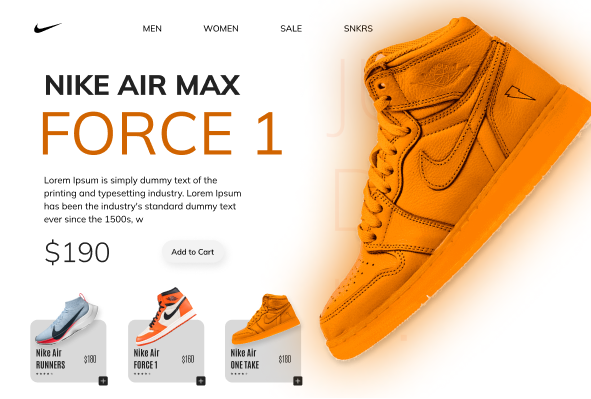 MEN WOMEN SALE SNKRS
NIKE AIR MAX
FORCE 1
Lorem Ipsum is simply dummy text of the
printing and typesetting industry. Lorem Ipsum
has been the industry's standard dummy text
ever since the 1500s, w
$190 Add to Cart
Nike Air
RUNNERS $180
Nike Air
FORCE 1 $160
Nike Air
ONE TAKE $180